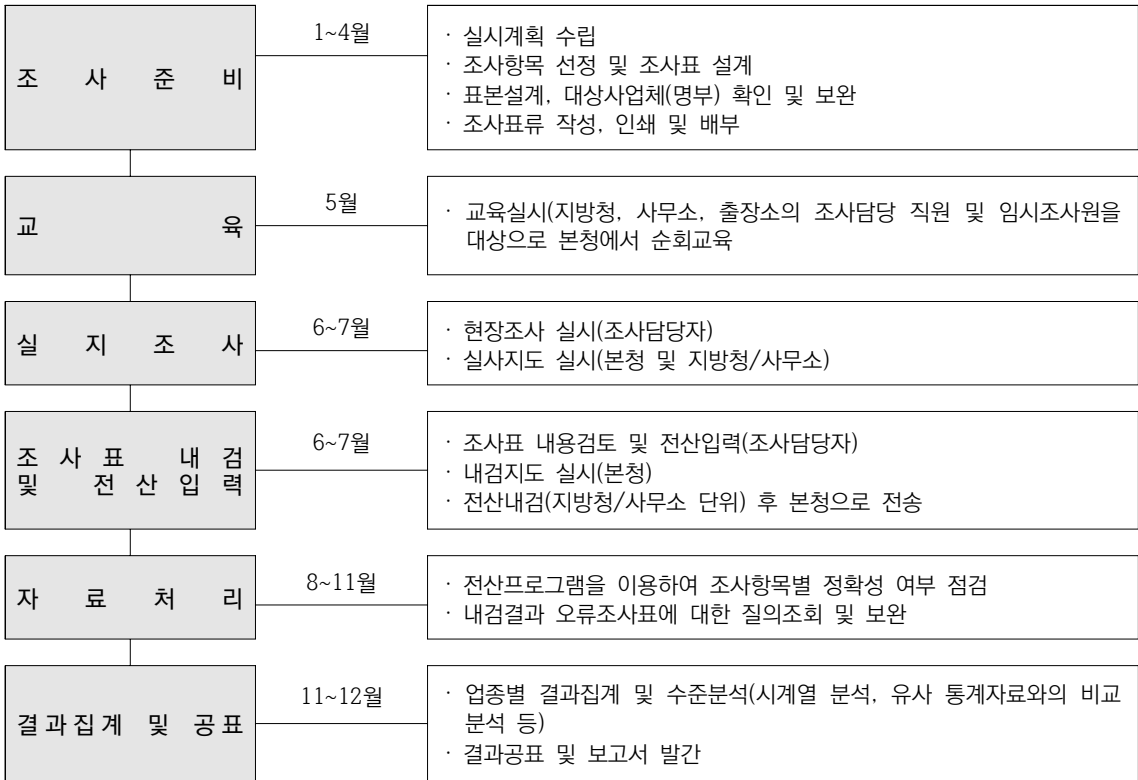 조 사 준 비
1~4월
· 실시계획 수립
· 조사항목 선정 및 조사표 설계
· 표본설계, 대상사업체(명부) 확인 및 보완
· 조사표류 작성, 인쇄 및 배부
교 육
5월
· 교육실시(지방청, 사무소, 출장소의 조사담당 직원 및 임시조사원을
대상으로 본청에서 순회교육
실 지 조 사
6~7월
· 현장조사 실시(조사담당자)
· 실사지도 실시(본청 및 지방청/사무소)
조 사 표 내 검
및 전 산 입 력
6~7월
· 조사표 내용검토 및 전산입력(조사담당자)
· 내검지도 실시(본청)
· 전산내검(지방청/사무소 단위) 후 본청으로 전송
자 료 처 리
8~11월
· 전산프로그램을 이용하여 조사항목별 정확성 여부 점검
· 내검결과 오류조사표에 대한 질의조회 및 보완
결과집계 및 공표
11~12월
· 업종별 결과집계 및 수준분석(시계열 분석, 유사 통계자료와의 비교
분석 등)
· 결과공표 및 보고서 발간